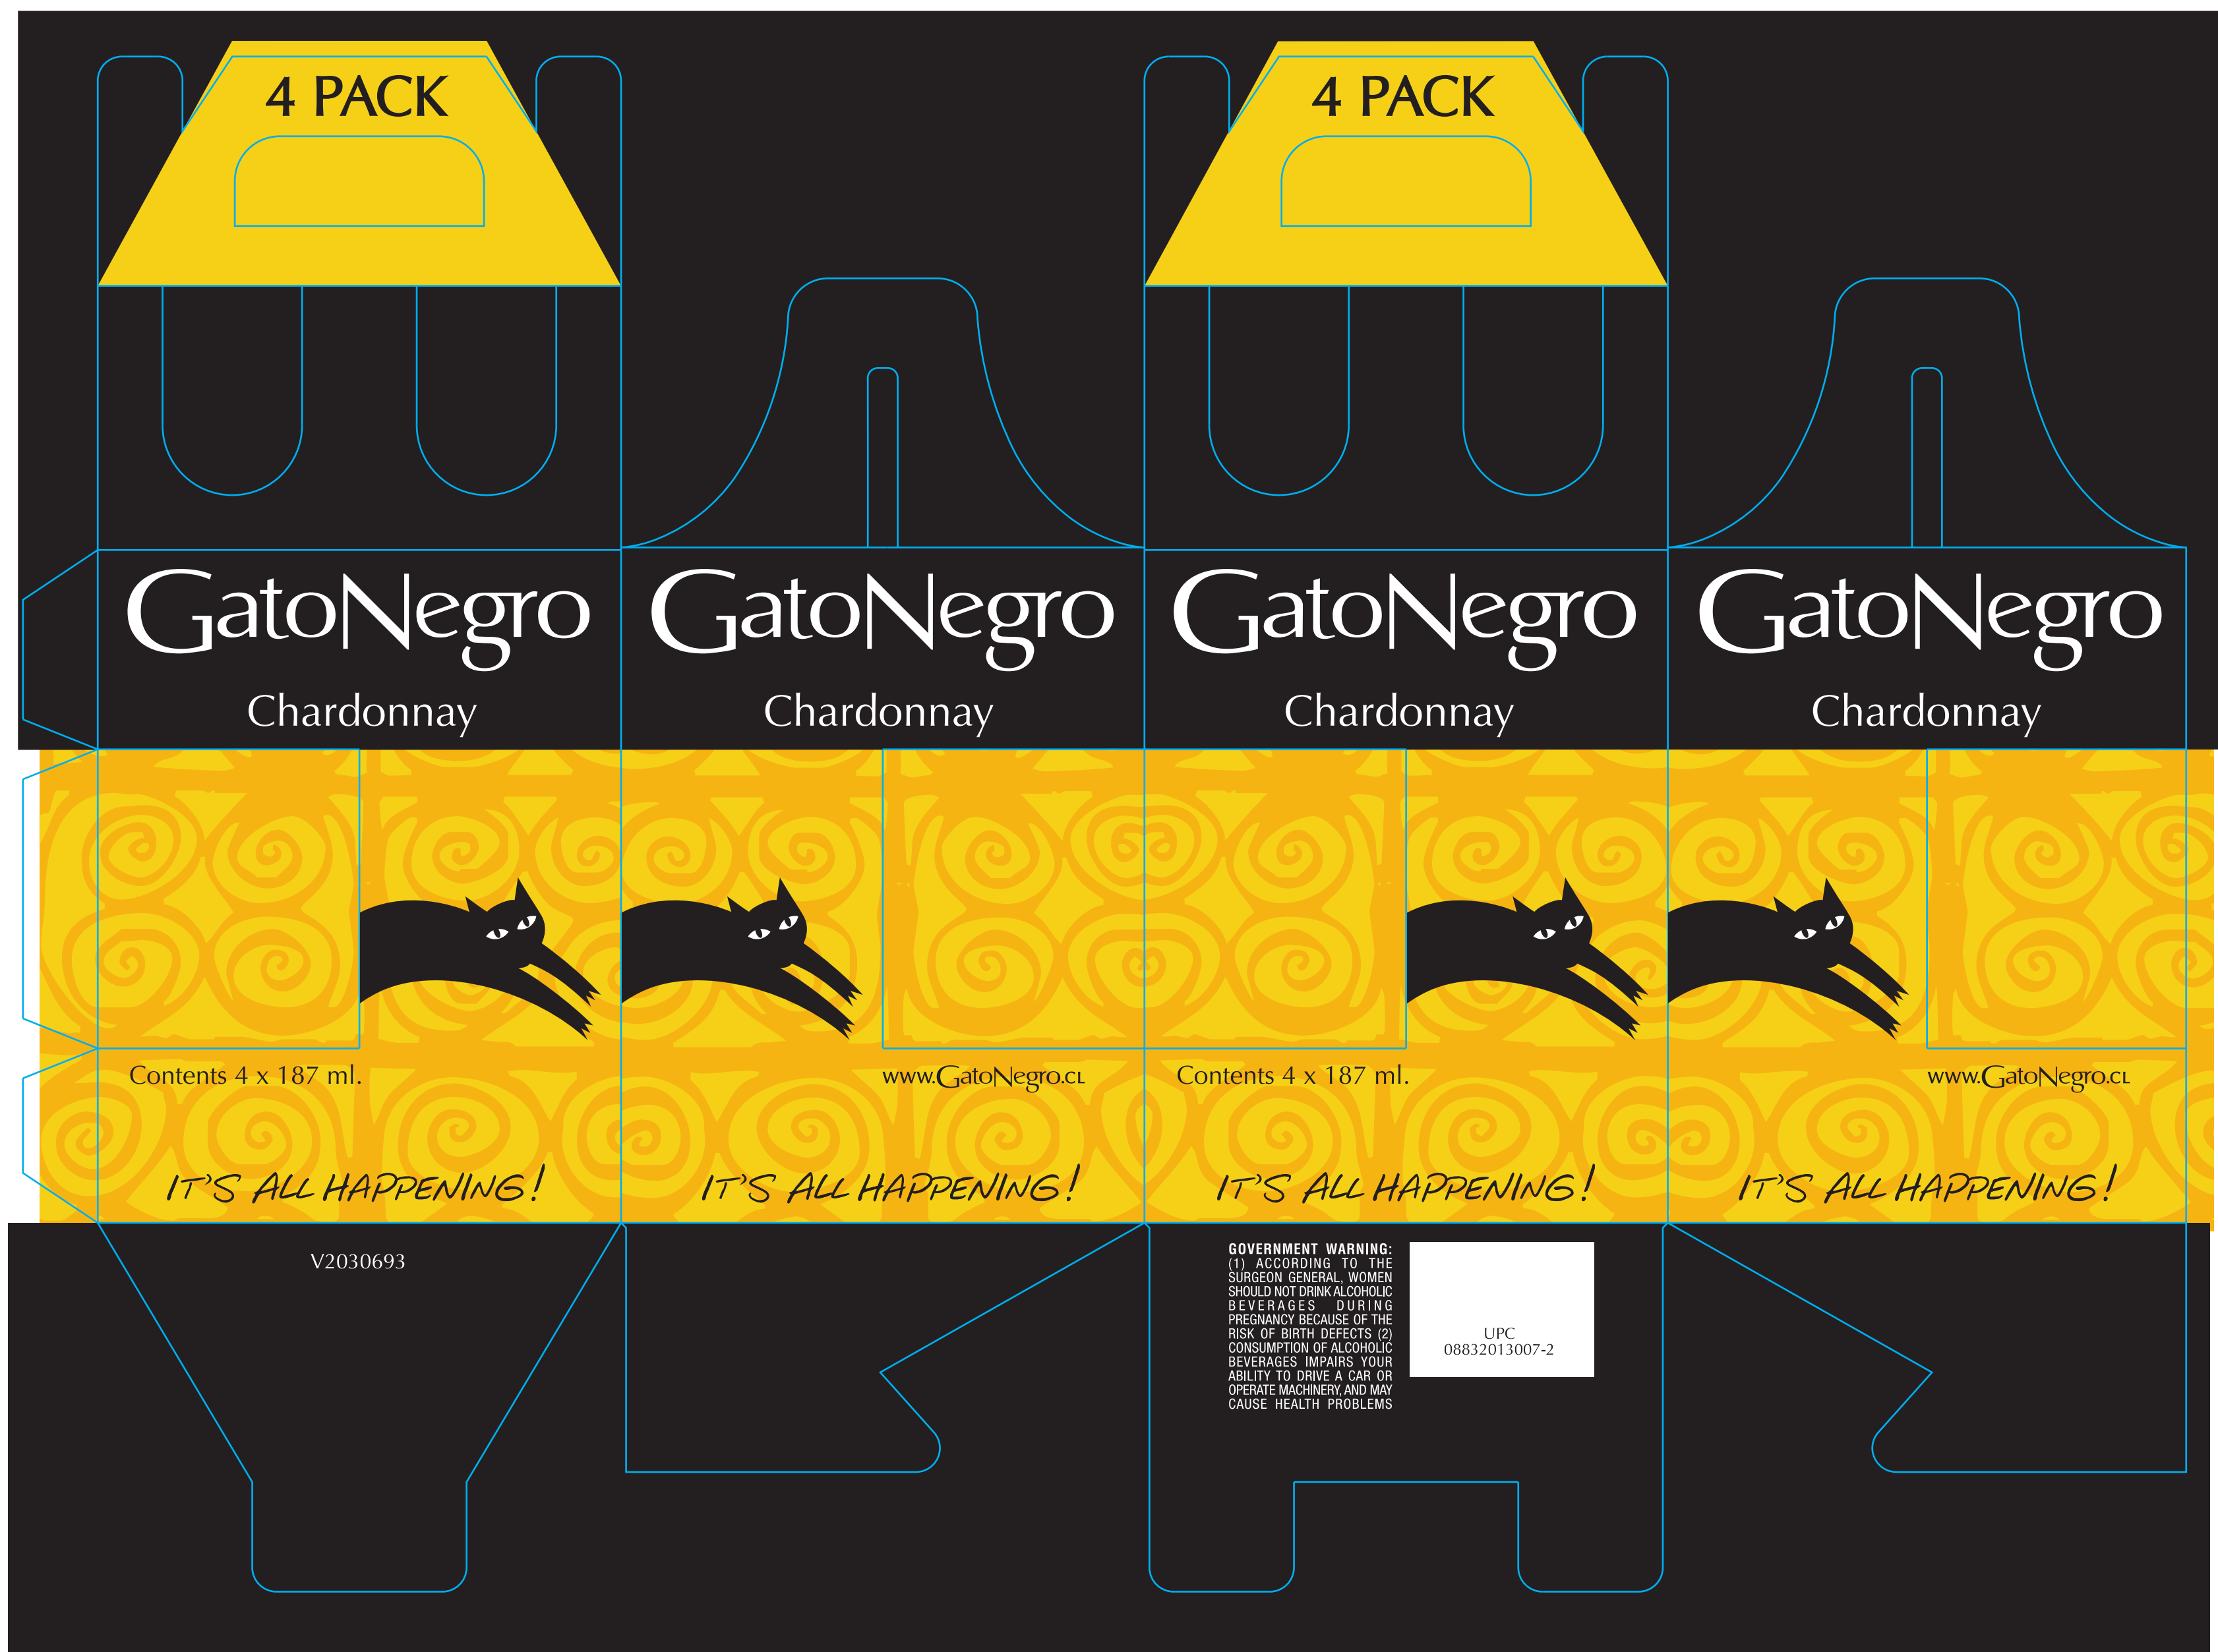 4 PACK
4 PACK
GatoNegro
GatoNegro
GatoNegro
GatoNegro
Chardonnay
Chardonnay
Chardonnay
Chardonnay
Contents 4 x 187 ml.
www.GatoNegro.CL
Contents 4 x 187 ml.
www.GatoNegro.CL
IT'S ALL HAPPENING!
IT'S ALL HAPPENING!
IT'S ALL HAPPENING!
IT'S ALL HAPPENING!
V2030693
GOVERNMENT WARNING:
(1) ACCORDING TO THE
SURGEON GENERAL, WOMEN
SHOULD NOT DRINK ALCOHOLIC
BEVERAGES DURING
PREGNANCY BECAUSE OF THE
RISK OF BIRTH DEFECTS (2)
CONSUMPTION OF ALCOHOLIC
BEVERAGES IMPAIRS YOUR
ABILITY TO DRIVE A CAR OR
OPERATE MACHINERY, AND MAY
CAUSE HEALTH PROBLEMS
UPC
08832013007-2